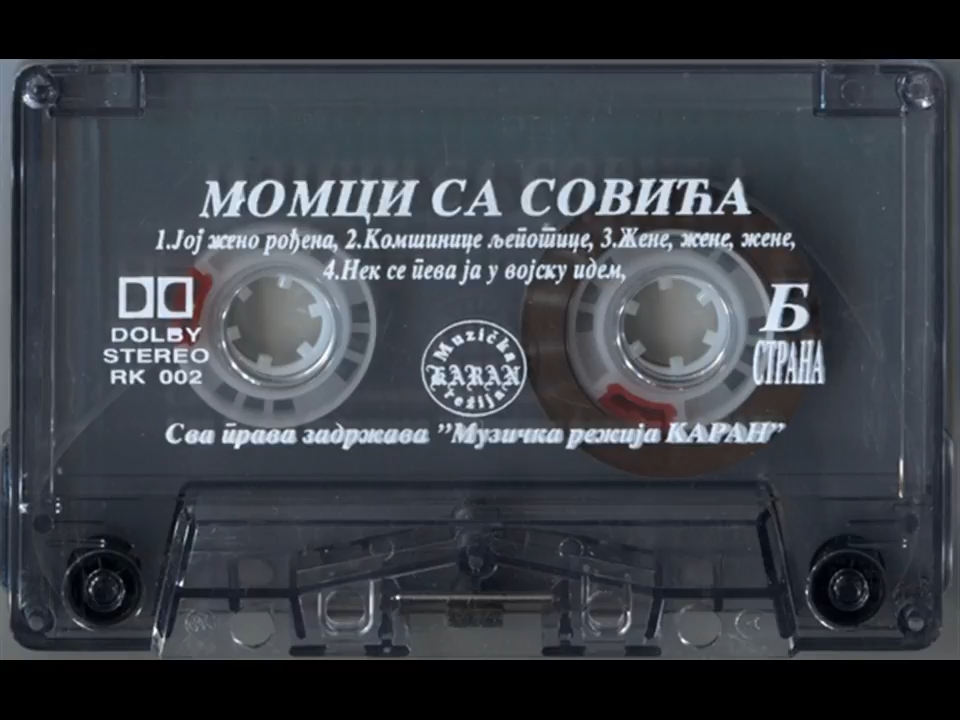 МОМЦИ СА СОВИЋА
1.Јој жено рођена, 2.Комшинице љепотице, 3.Жене, жене, жене,
4.Нек се пева ја у војску идем,
DOLBY
STEREO
RK 002
Muzička
KARAN
režija
Б
СТРАНА
Сва права задржава ”Музичка режија КАРАН”